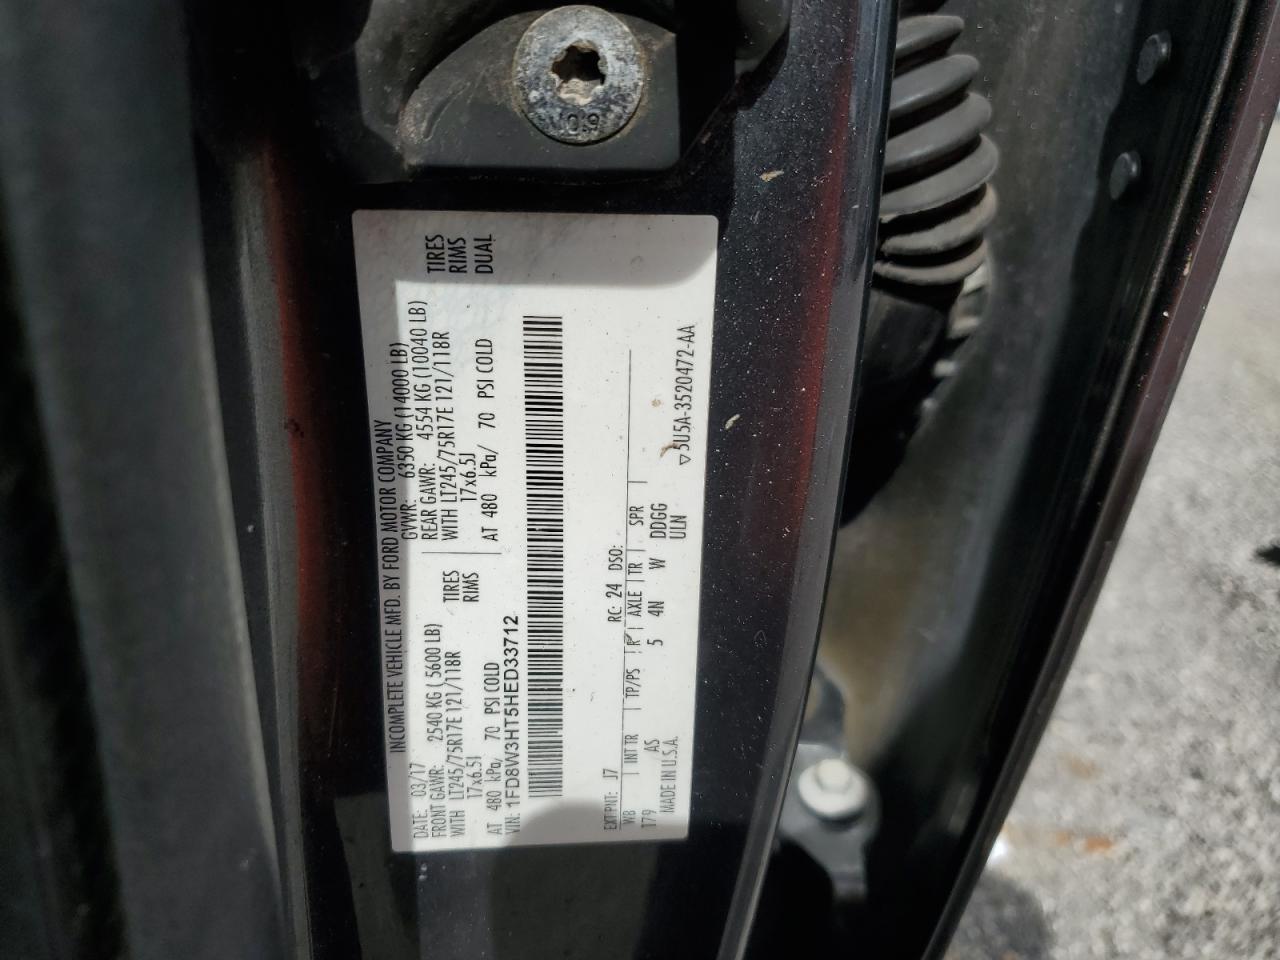 INCOMPLETE VEHICLE MFD. BY FORD MOTOR COMPANY
DATE: 03/17 GVWR: 6350 KG (14000 LB)
FRONT GAWR: 2540 KG ( 5600 LB) REAR GAWR: 4554 KG (10040 LB)
WITH LT245/75R17E 121/118R TIRES WITH LT245/75R17E 121/118R TIRES
17x6.5J RIMS 17x6.5J RIMS
AT 480 kPa/ 70 PSI COLD AT 480 kPa/ 70 PSI COLD DUAL
VIN: 1FD8W3HT5HED33712
EXT PNT: J7 RC: 24 DSO:
WB INT TR TP/PS R AXLE TR SPR
179 AS 5 4N W DDGG
MADE IN U.S.A. ULN
▽5U5A-3520472-AA
10.9